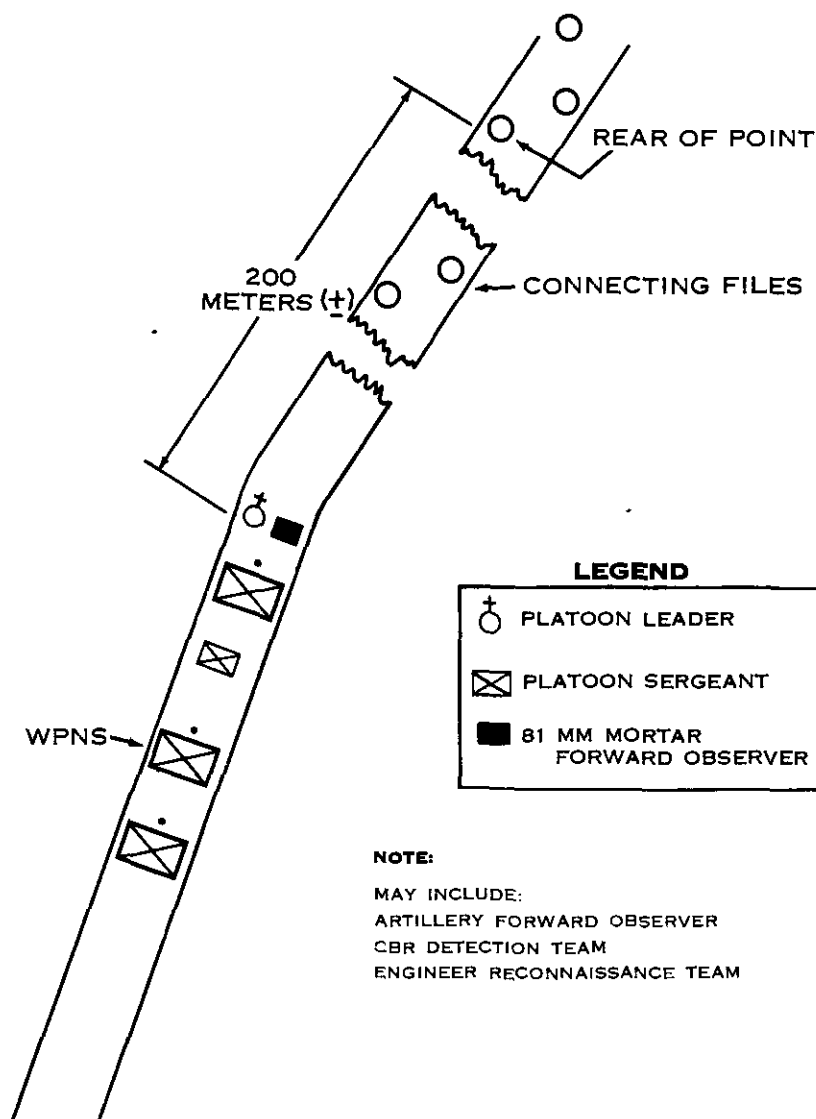 REAR OF POINT
200
METERS (±)
CONNECTING FILES
WPNS
LEGEND
PLATOON LEADER
PLATOON SERGEANT
81 MM MORTAR
FORWARD OBSERVER
NOTE:
MAY INCLUDE:
ARTILLERY FORWARD OBSERVER
CBR DETECTION TEAM
ENGINEER RECONNAISSANCE TEAM